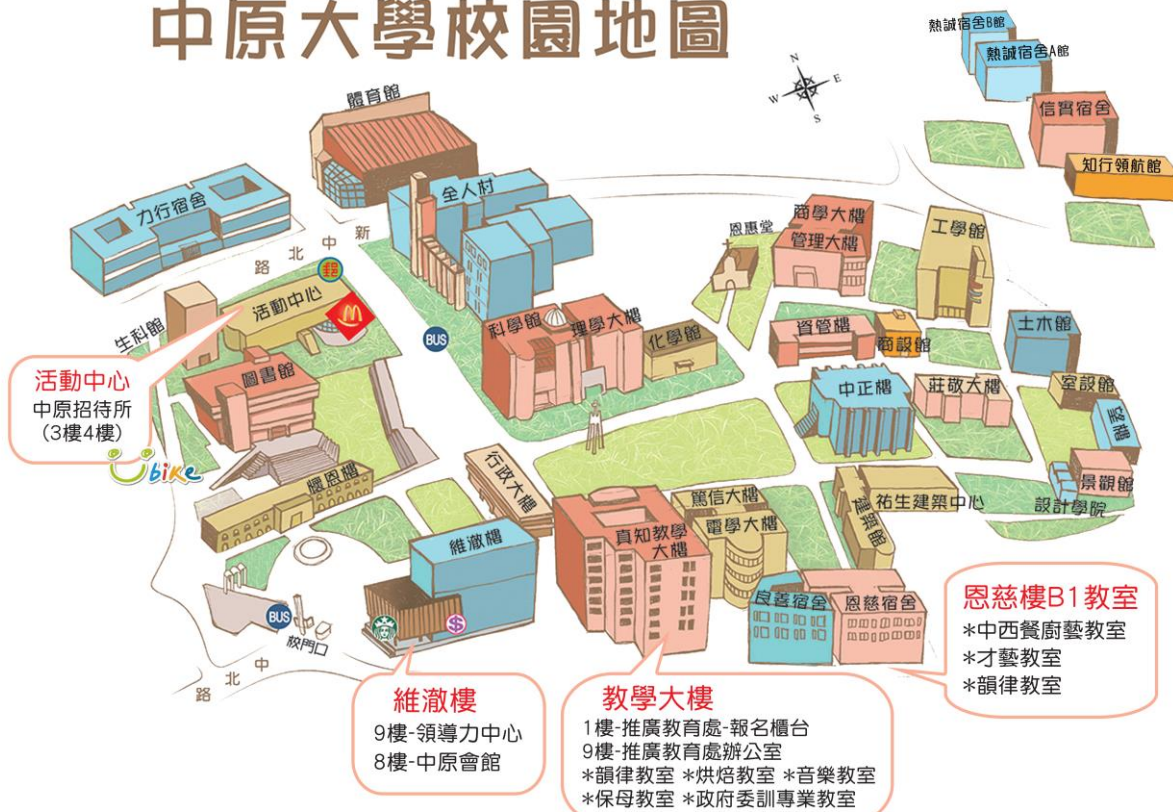 中原大學校園地圖
N
W
E
S
熱誠宿舍B館
熱誠宿舍A館
信實宿舍
知行領航館
體育館
全人村
力行宿舍
新中北路
商學大樓
管理大樓
恩惠堂
工學館
生科館
活動中心
郵
M
BUS
科學館
理學大樓
化學館
資管樓
商設館
土木館
圖書館
中正樓
莊敬大樓
室設館
望樓
景觀館
設計學院
活動中心
中原招待所
(3樓4樓)
Ubike
懷恩樓
行政大樓
維澈樓
真知教學
大樓
篤信大樓
電學大樓
祐生建築中心
建築館
良善宿舍
恩慈宿舍
BUS
校門口
$
中北路
恩慈樓B1教室
*中西餐廚藝教室
*才藝教室
*韻律教室
維澈樓
9樓-領導力中心
8樓-中原會館
教學大樓
1樓-推廣教育處-報名櫃台
9樓-推廣教育處辦公室
*韻律教室 *烘焙教室 *音樂教室
*保母教室 *政府委訓專業教室